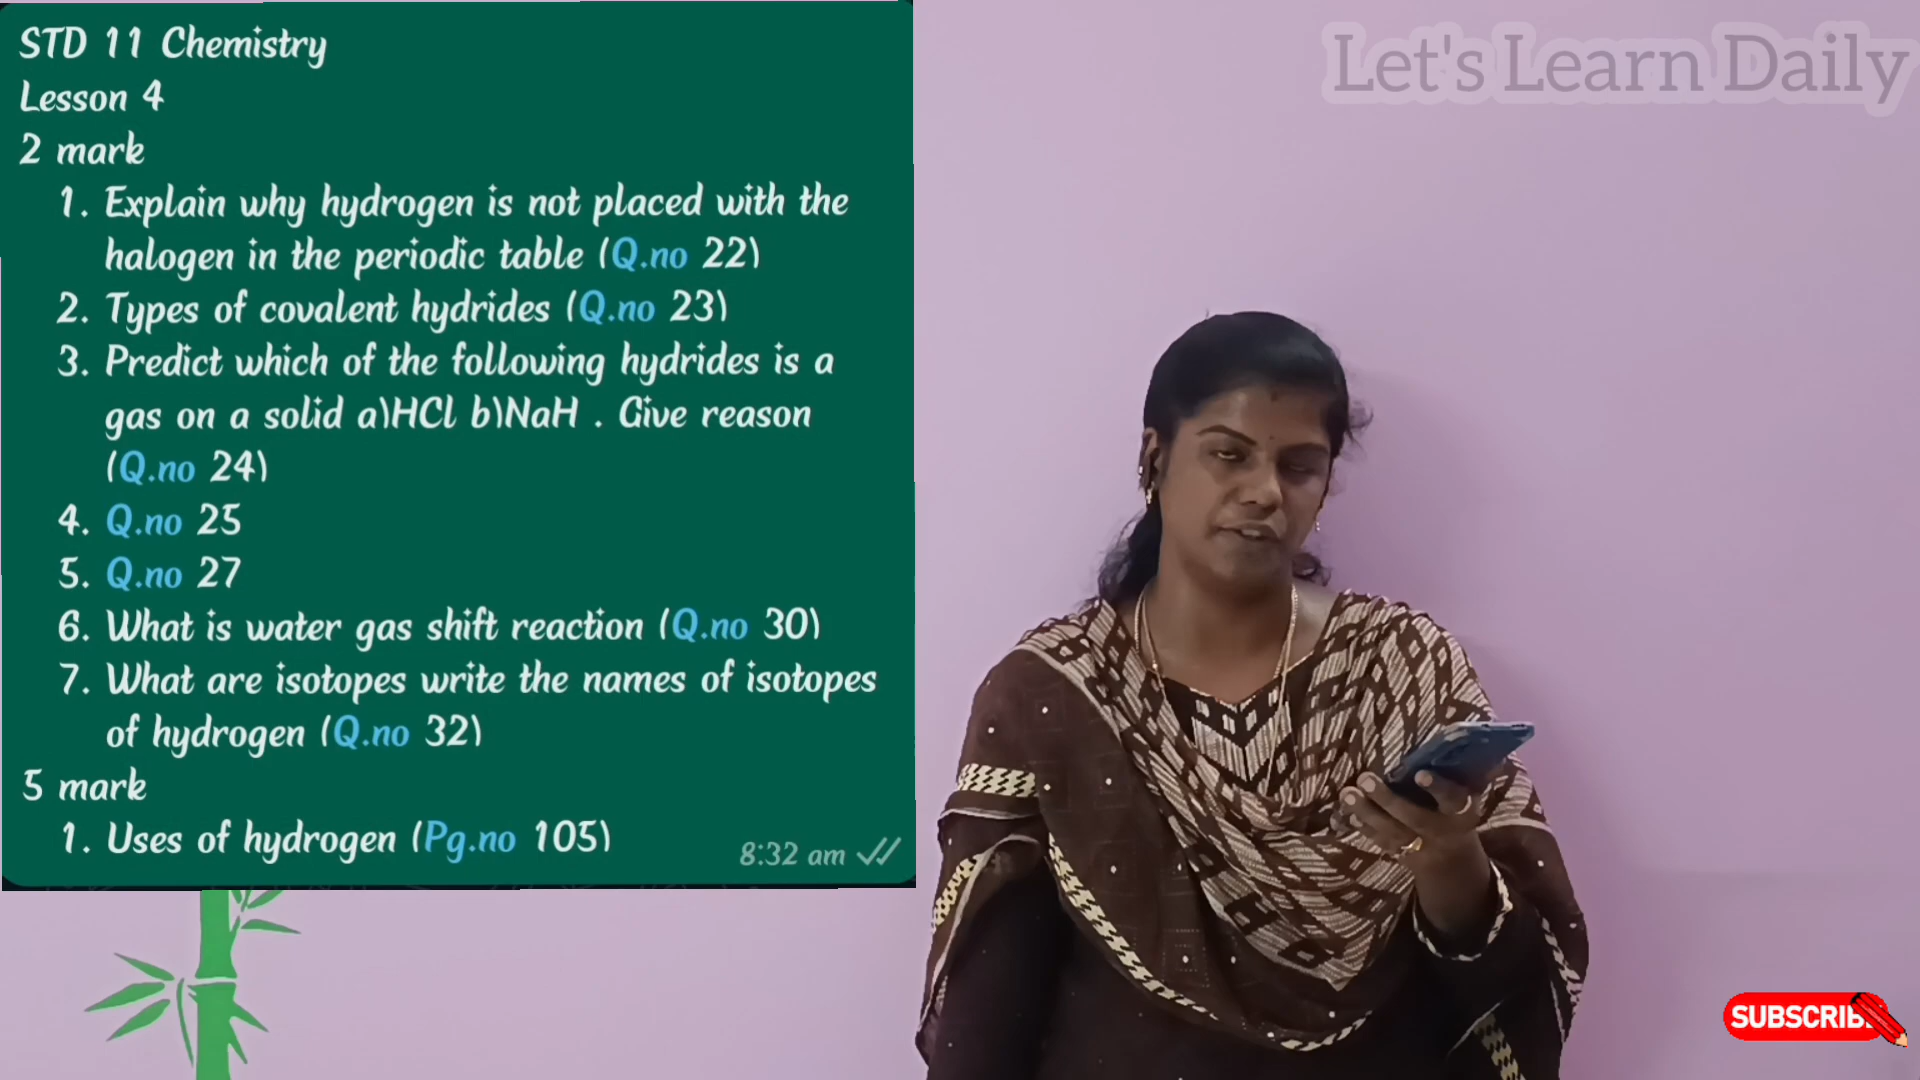 STD 11 Chemistry
Lesson 4
2 mark
1. Explain why hydrogen is not placed with the
halogen in the periodic table (Q.no 22)
2. Types of covalent hydrides (Q.no 23)
3. Predict which of the following hydrides is a
gas on a solid a)HCl b)NaH . Give reason
(Q.no 24)
4. Q.no 25
5. Q.no 27
6. What is water gas shift reaction (Q.no 30)
7. What are isotopes write the names of isotopes
of hydrogen (Q.no 32)
5 mark
1. Uses of hydrogen (Pg.no 105)
8:32 am
Let's Learn Daily
SUBSCRIBE